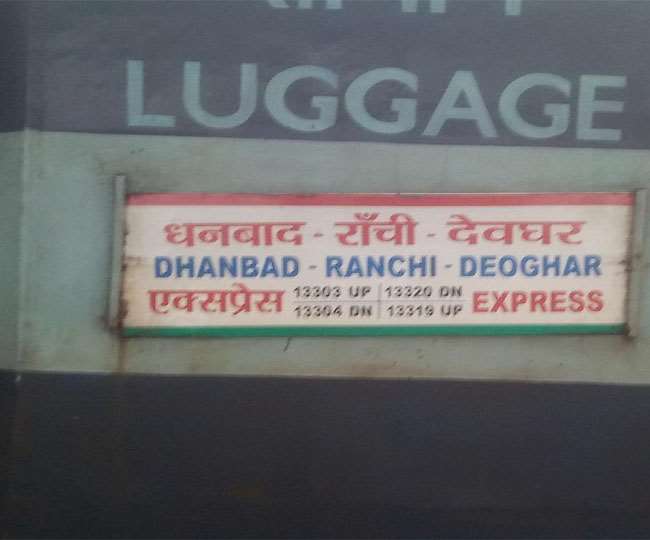 LUGGAGE
धनबाद - राँची - देवघर
DHANBAD - RANCHI - DEOGHAR
एक्सप्रेस 13303 UP 13320 DN EXPRESS
13304 DN 13319 UP